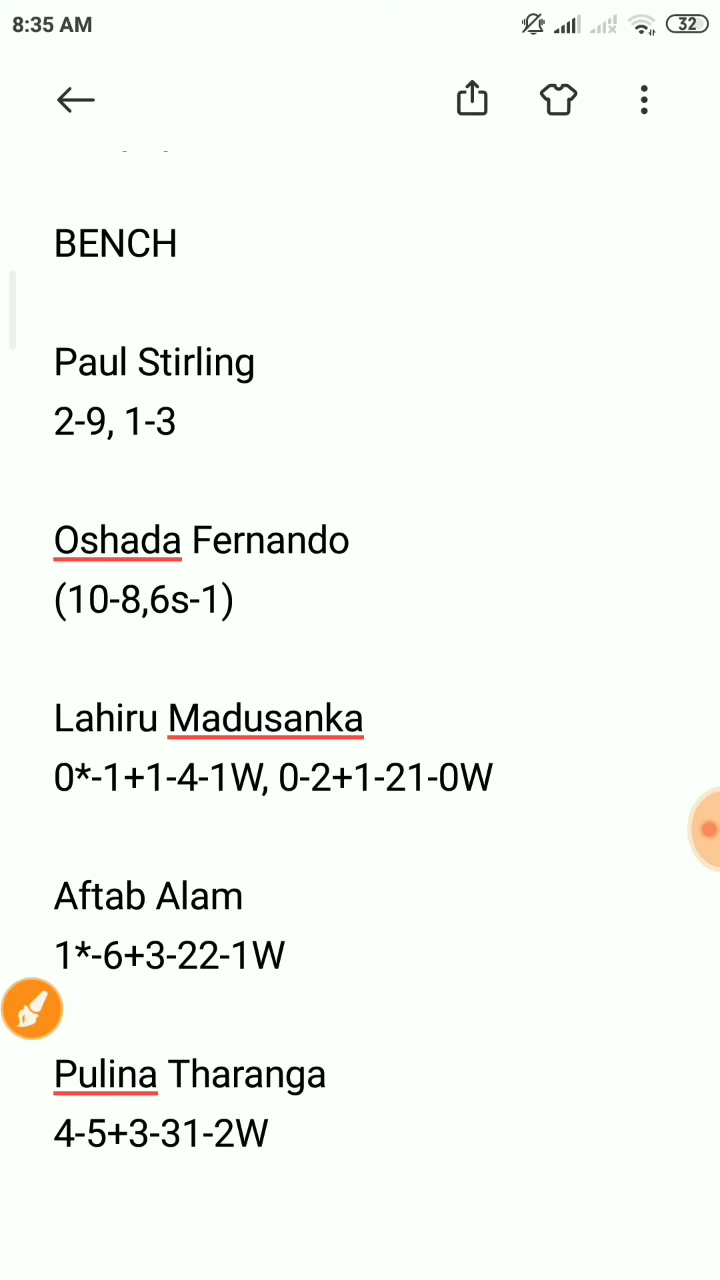 8:35 AM
32
BENCH
Paul Stirling
2-9, 1-3
Oshada Fernando
(10-8,6s-1)
Lahiru Madusanka
0*-1+1-4-1W, 0-2+1-21-0W
Aftab Alam
1*-6+3-22-1W
Pulina Tharanga
4-5+3-31-2W